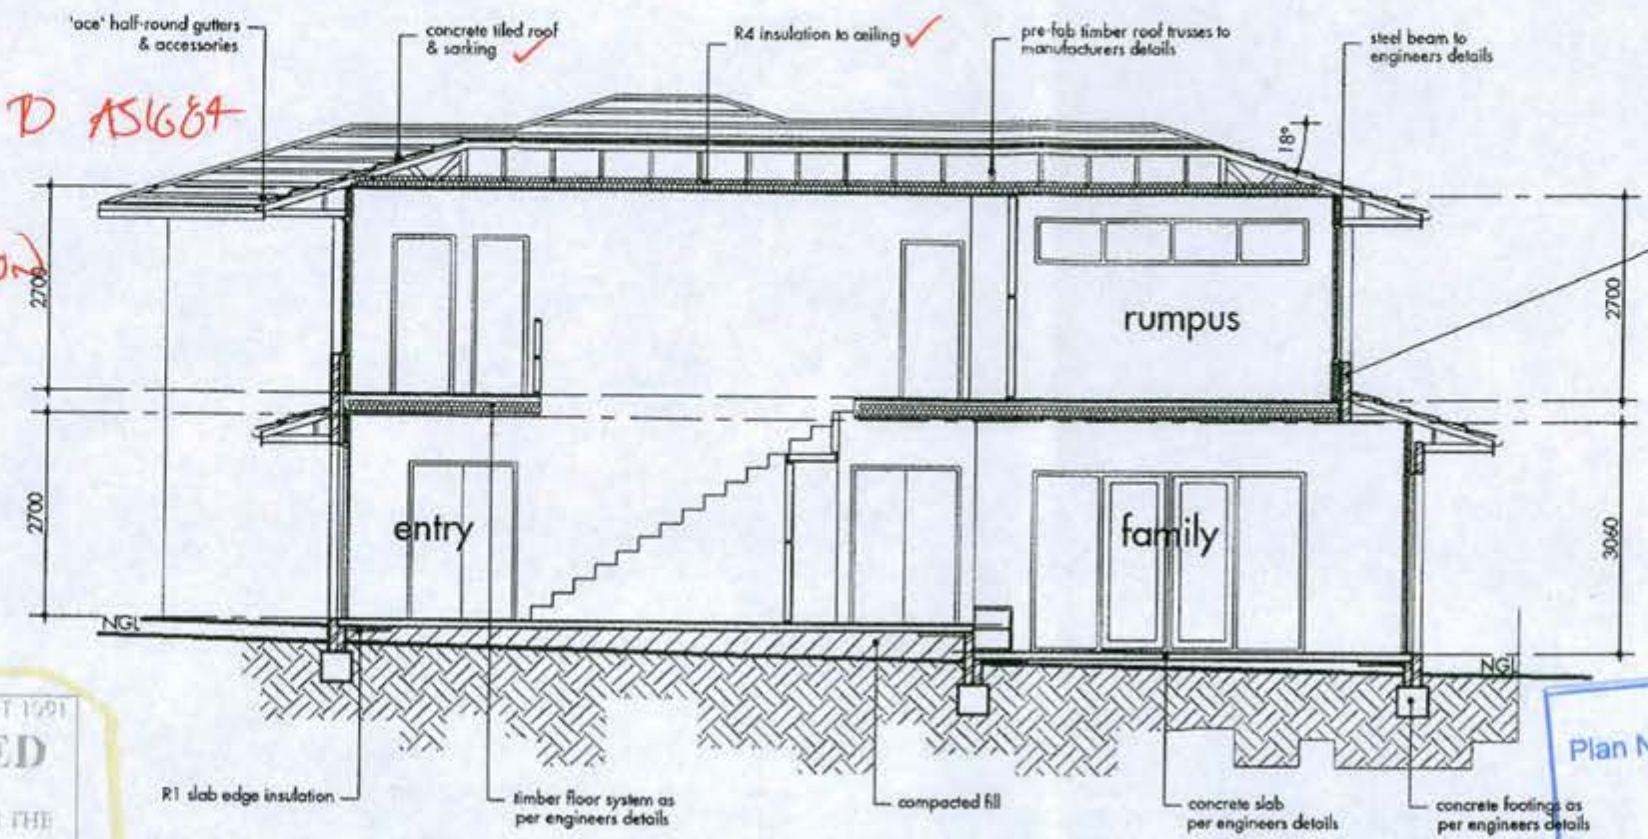 'ace' half-round gutters
& accessories
concrete tiled roof
& sarking
R4 insulation to ceiling
pre-fab timber roof trusses to
manufacturers details
steel beam to
engineers details
AS1684
18°
2700
2700
rumpus
2700
entry
family
3060
NGL
NGL
T 1991
ED
THE
Plan N
R1 slab edge insulation
timber floor system as
per engineers details
compacted fill
concrete slab
per engineers details
concrete footings as
per engineers details